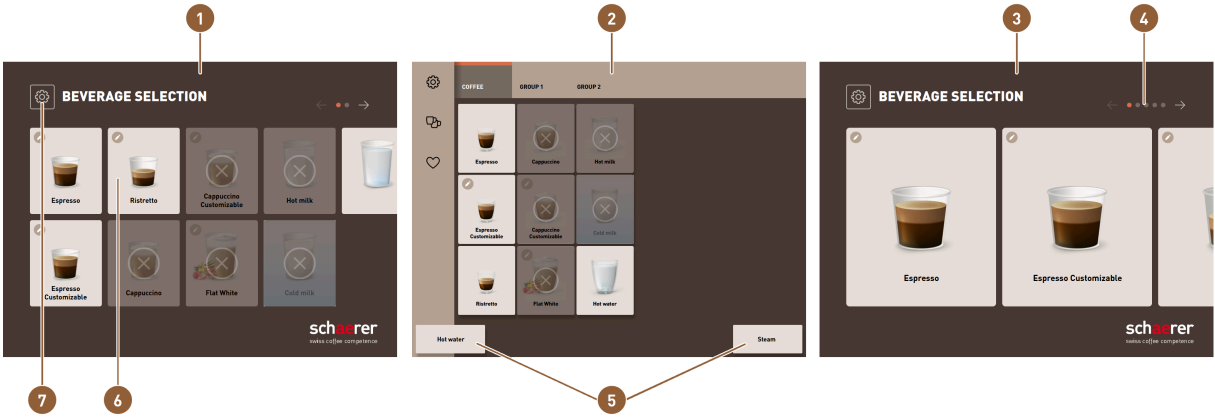 1
2
3
4
BEVERAGE SELECTION
Espresso
Ristretto
Cappuccino
Customizable
Hot milk
Espresso
Customizable
Cappuccino
Flat White
Cold milk
schaerer
swiss coffee competence
COFFEE
GROUP 1
GROUP 2
Espresso
Cappuccino
Hot milk
Espresso
Customizable
Cappuccino
Customizable
Cold milk
Ristretto
Flat White
Hot water
Hot water
Steam
BEVERAGE SELECTION
Espresso
Espresso Customizable
schaerer
swiss coffee competence
7
6
5